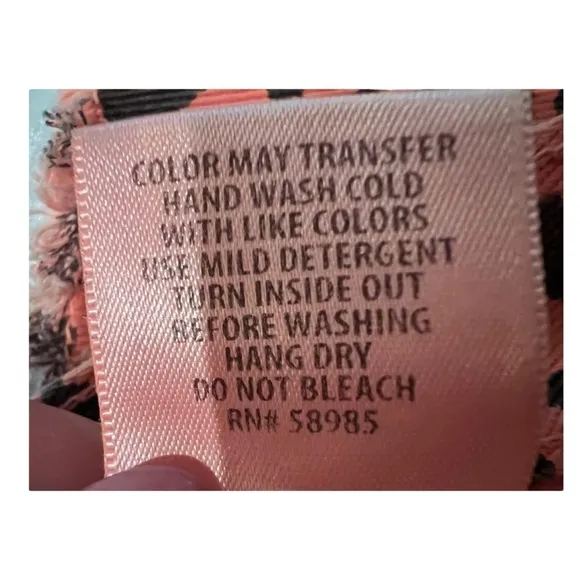 COLOR MAY TRANSFER
HAND WASH COLD
WITH LIKE COLORS
USE MILD DETERGENT
TURN INSIDE OUT
BEFORE WASHING
HANG DRY
DO NOT BLEACH
RN# 58985